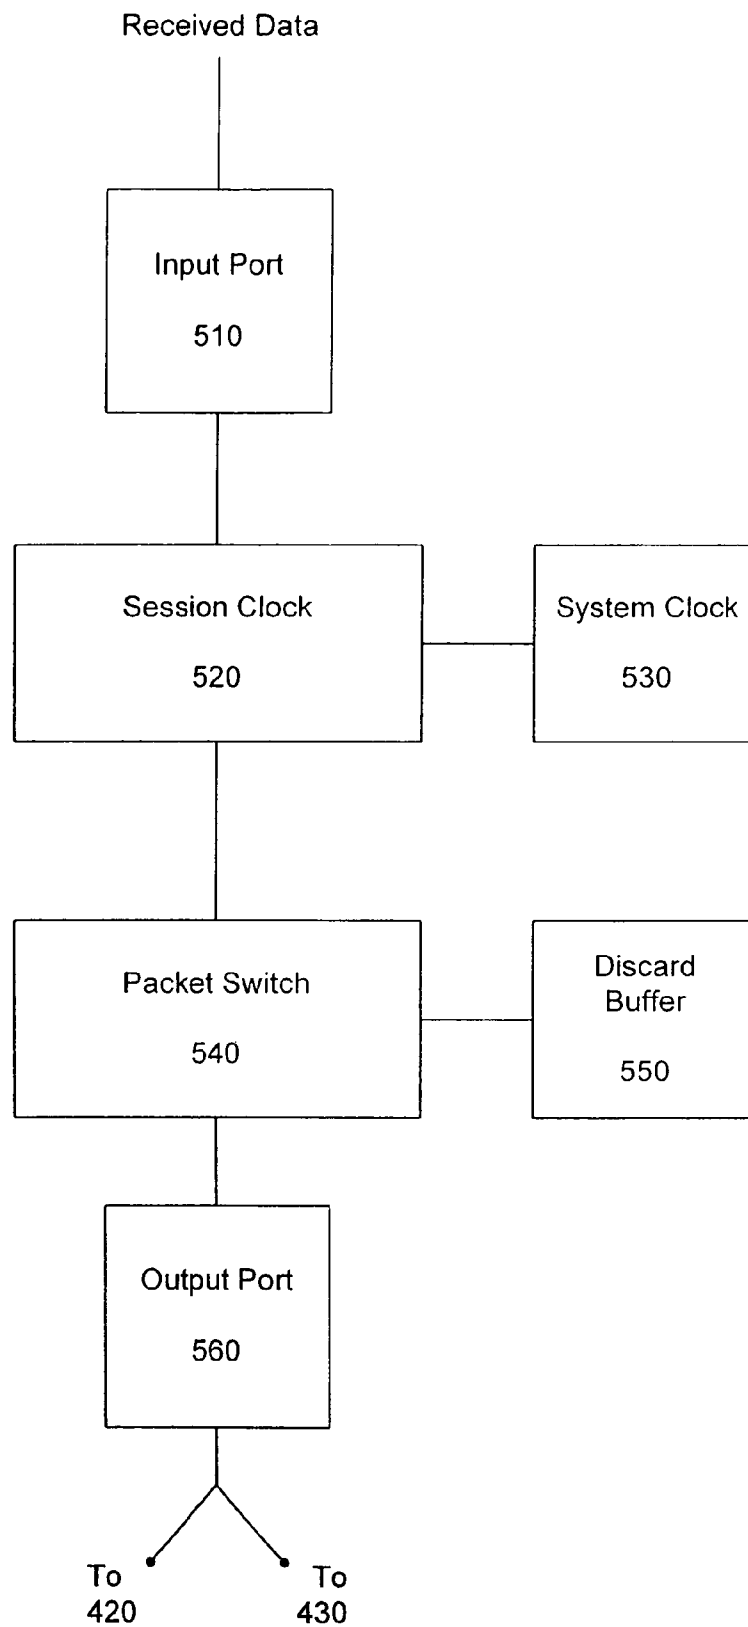 Received Data
Input Port
510
Session Clock
520
System Clock
530
Packet Switch
540
Discard
Buffer
550
Output Port
560
To
420
To
430